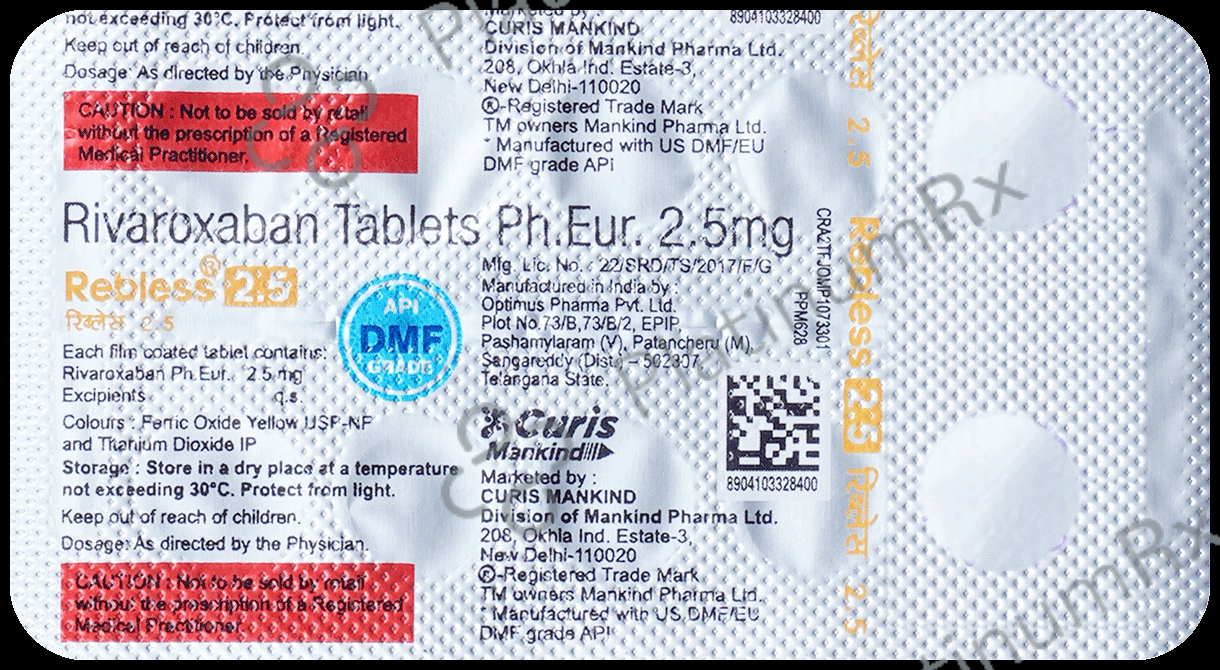 not exceeding 30°C. Protect from light.
Keep out of reach of children.
Dosage: As directed by the Physician.
CAUTION : Not to be sold by retail
without the prescription of a Registered
Medical Practitioner.
Marketed by :
CURIS MANKIND
Division of Mankind Pharma Ltd.
208, Okhla Ind. Estate-3,
New Delhi-110020
®-Registered Trade Mark
TM owners Mankind Pharma Ltd.
* Manufactured with US DMF/EU
DMF grade API
8904103328400
Rivaroxaban Tablets Ph.Eur. 2.5mg
Rebless® 2.5
रिब्लेस 2.5
API
DMF
GRADE
Each film coated tablet contains:
Rivaroxaban Ph.Eur. 2.5 mg
Excipients q.s.
Colours : Ferric Oxide Yellow USP-NF
and Titanium Dioxide IP
Storage : Store in a dry place at a temperature
not exceeding 30°C. Protect from light.
Keep out of reach of children.
Dosage: As directed by the Physician.
CAUTION : Not to be sold by retail
without the prescription of a Registered
Medical Practitioner.
Mfg. Lic. No. : 22/SRD/TS/2017/F/G
Manufactured in India by :
Optimus Pharma Pvt. Ltd.
Plot No.73/B,73/B/2, EPIP,
Pashamylaram (V), Patancheru (M),
Sangareddy (Dist.) – 502307,
Telangana State.
Curis
Mankind
Marketed by :
CURIS MANKIND
Division of Mankind Pharma Ltd.
208, Okhla Ind. Estate-3,
New Delhi-110020
®-Registered Trade Mark
TM owners Mankind Pharma Ltd.
* Manufactured with US DMF/EU
DMF grade API
PPM628
8904103328400
रिब्लेस 2.5
Rebless 2.5
रिब्लेस 2.5
PlatinumRx